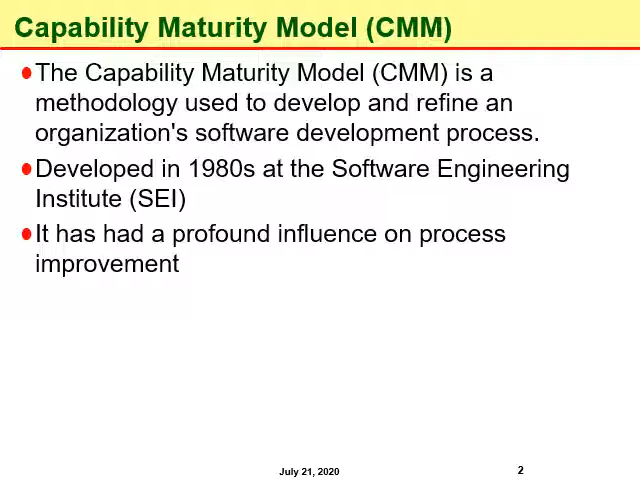 Capability Maturity Model (CMM)
●The Capability Maturity Model (CMM) is a
methodology used to develop and refine an
organization's software development process.
●Developed in 1980s at the Software Engineering
Institute (SEI)
●It has had a profound influence on process
improvement
July 21, 2020 2